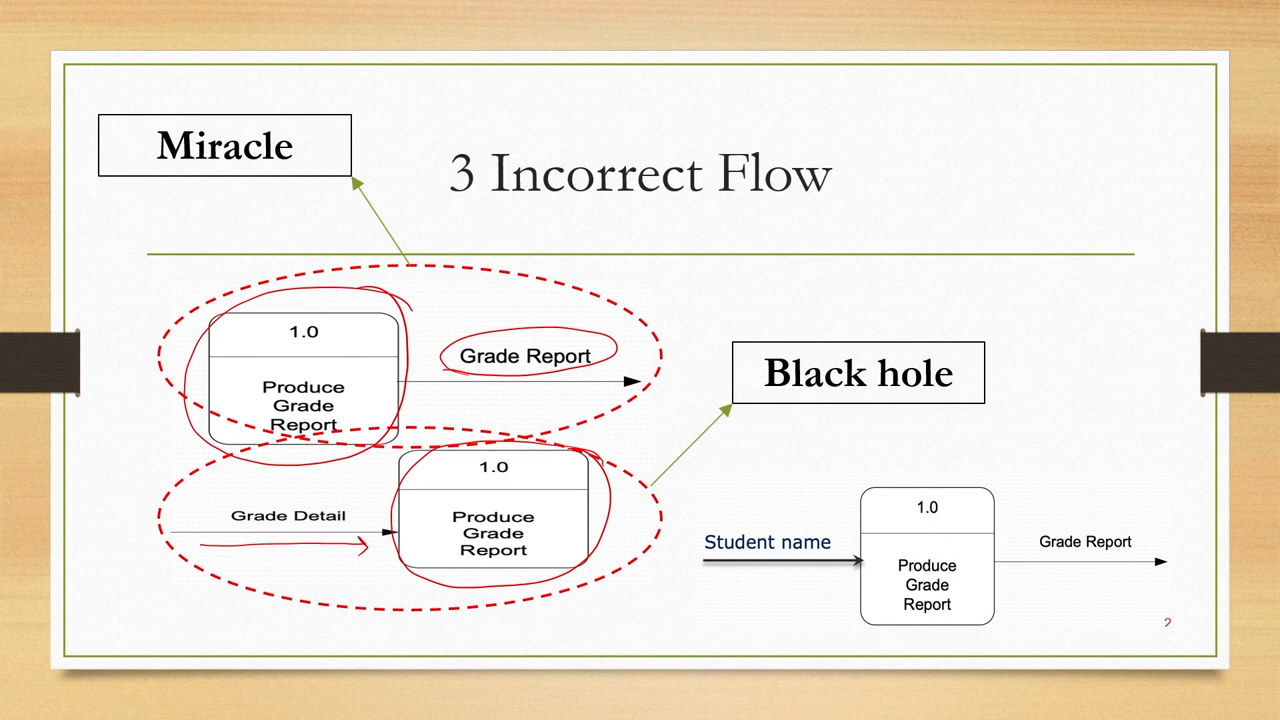 Miracle
3 Incorrect Flow
1.0
Produce
Grade
Report
Grade Report
Black hole
Grade Detail
1.0
Produce
Grade
Report
Student name
1.0
Produce
Grade
Report
Grade Report
2